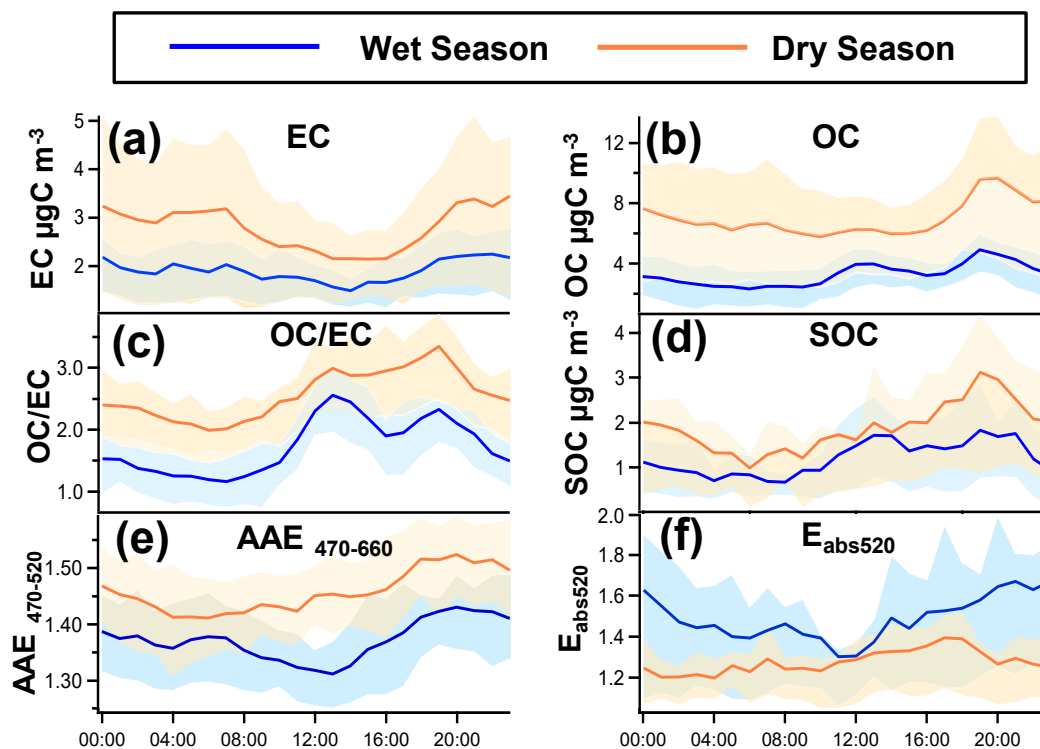 Wet Season Dry Season
(a) EC
EC µgC m-3
5
4
3
2
(b) OC
OC µgC m-3
12
8
4
(c) OC/EC
OC/EC
3.0
2.0
1.0
(d) SOC
SOC µgC m-3
4
3
2
1
(e) AAE 470-660
AAE 470-520
1.50
1.40
1.30
00:00 04:00 08:00 12:00 16:00 20:00
(f) Eabs520
Eabs520
2.0
1.8
1.6
1.4
1.2
00:00 04:00 08:00 12:00 16:00 20:00